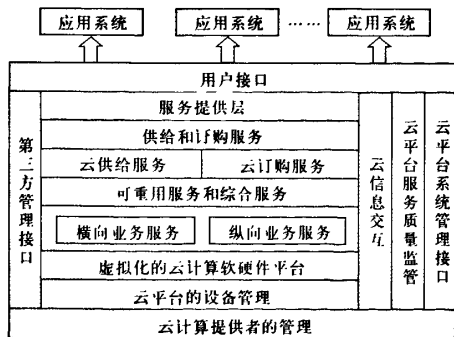 应用系统 应用系统 …… 应用系统
用户接口
第三方管理接口
服务提供层
供给和订购服务
云供给服务 云订购服务
可重用服务和综合服务
横向业务服务 纵向业务服务
虚拟化的云计算软硬件平台
云平台的设备管理
云信息交互
云平台服务质量监管
云平台系统管理接口
云计算提供者的管理